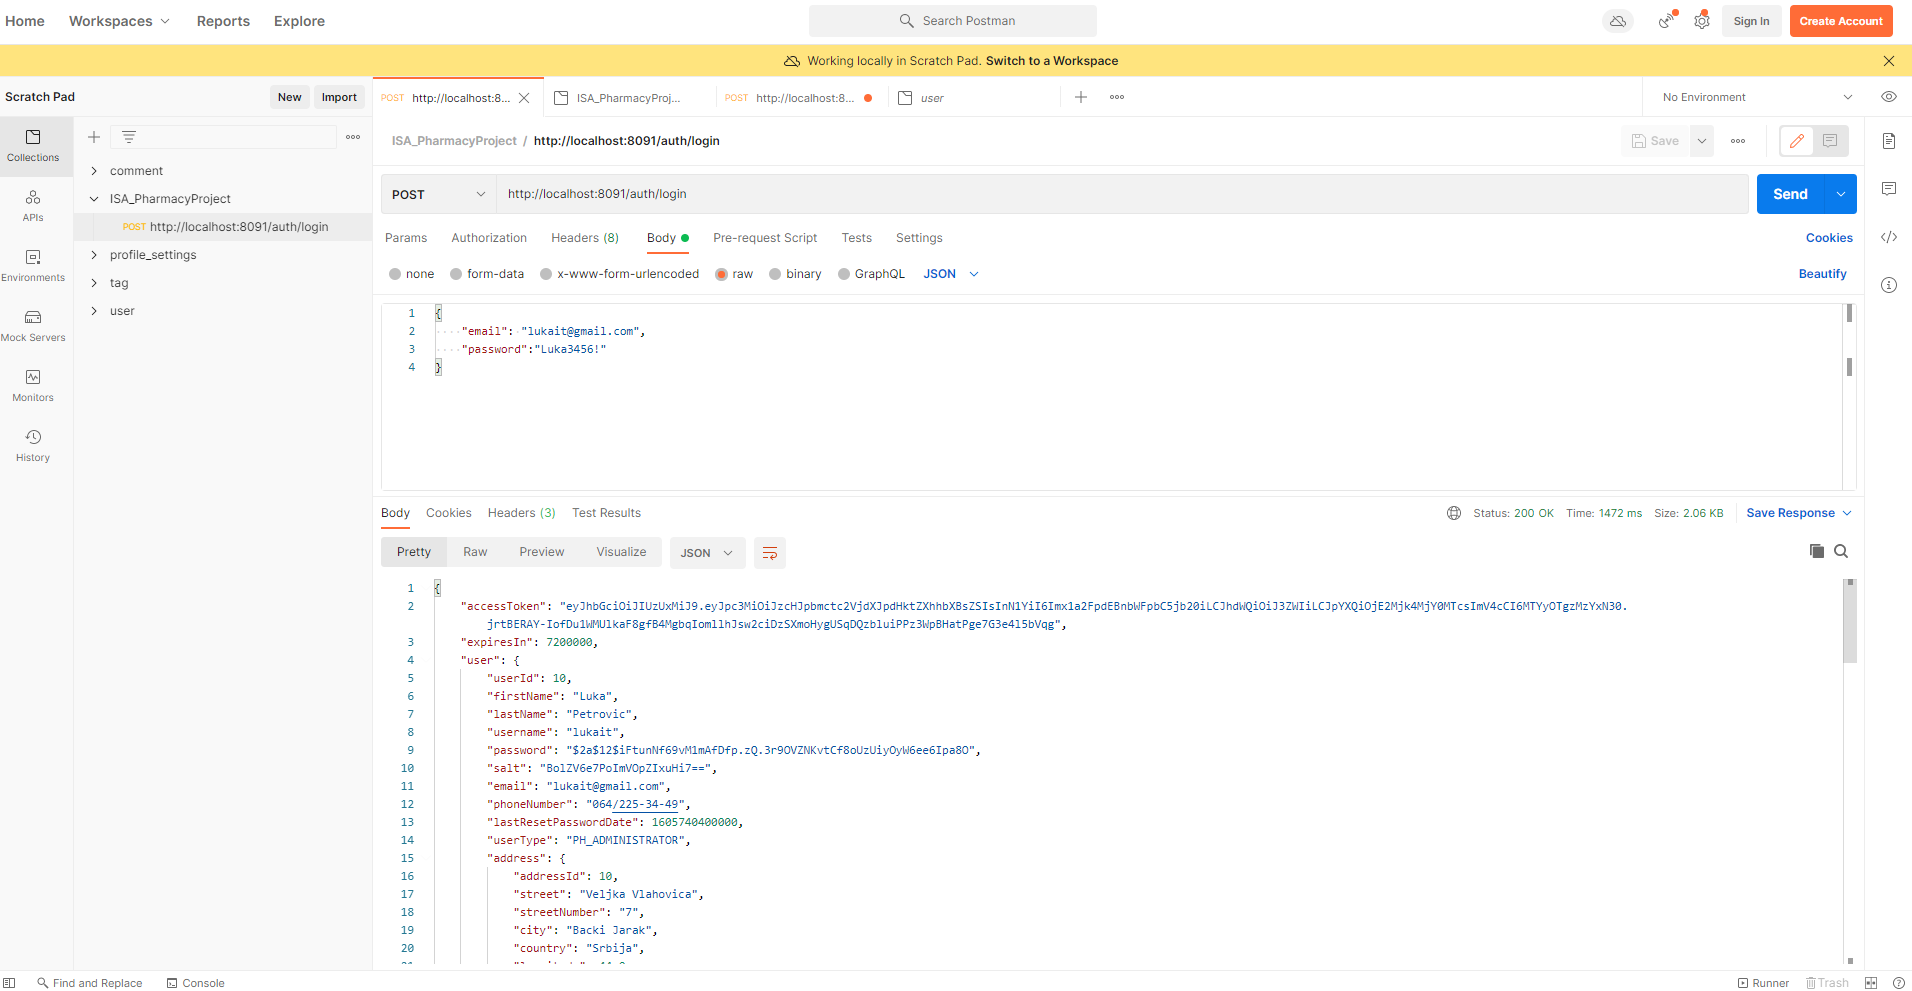 Home Workspaces Reports Explore Search Postman Sign In Create Account
Working locally in Scratch Pad. Switch to a Workspace
Scratch Pad New Import
POST http://localhost:8... ISA_PharmacyProj... POST http://localhost:8... user No Environment
Collections
APIs
Environments
Mock Servers
Monitors
History
comment
ISA_PharmacyProject
POST http://localhost:8091/auth/login
profile_settings
tag
user
ISA_PharmacyProject / http://localhost:8091/auth/login Save
POST http://localhost:8091/auth/login Send
Params Authorization Headers (8) Body Pre-request Script Tests Settings Cookies
none form-data x-www-form-urlencoded raw binary GraphQL JSON Beautify
1 {
2 "email": "lukait@gmail.com",
3 "password":"Luka3456!"
4 }
Body Cookies Headers (3) Test Results Status: 200 OK Time: 1472 ms Size: 2.06 KB Save Response
Pretty Raw Preview Visualize JSON
1 {
2 "accessToken":
3 "expiresIn": 7200000,
4 "user": {
5 "userId": 10,
6 "firstName": "Luka",
7 "lastName": "Petrovic",
8 "username": "lukait",
9 "password": "$2a$12$iFtunNf69vM1mAfDfp.zQ.3r9OVZNKvtCf8oUzUiyOyW6ee6Ipa8O",
10 "salt": "BolZV6e7PoImVOpZIxuHi7==",
11 "email": "lukait@gmail.com",
12 "phoneNumber": "064/225-34-49",
13 "lastResetPasswordDate": 1605740400000,
14 "userType": "PH_ADMINISTRATOR",
15 "address": {
16 "addressId": 10,
17 "street": "Veljka Vlahovica",
18 "streetNumber": "7",
19 "city": "Backi Jarak",
20 "country": "Srbija",
Find and Replace Console Runner Trash